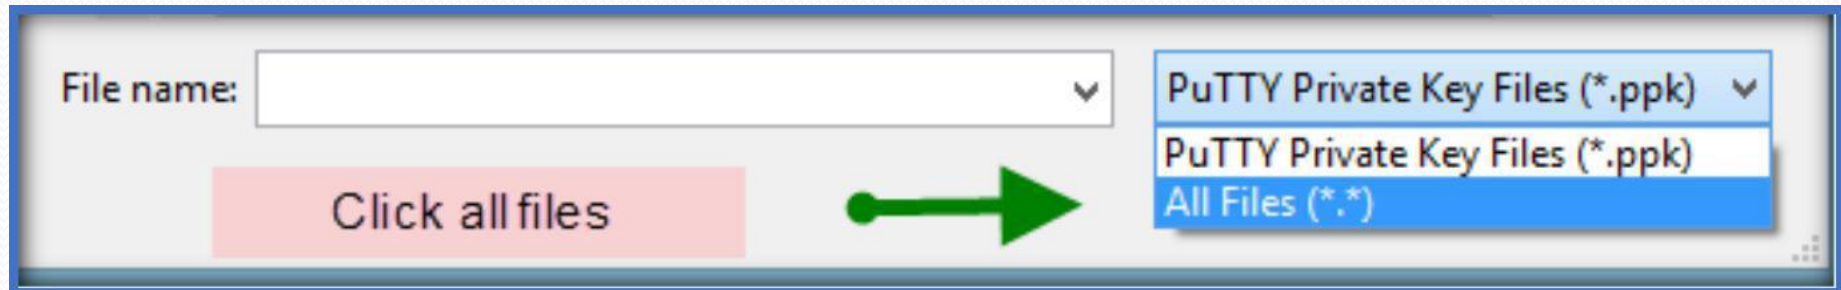 File name:
PuTTY Private Key Files (*.ppk)
PuTTY Private Key Files (*.ppk)
All Files (*.*)
Click all files